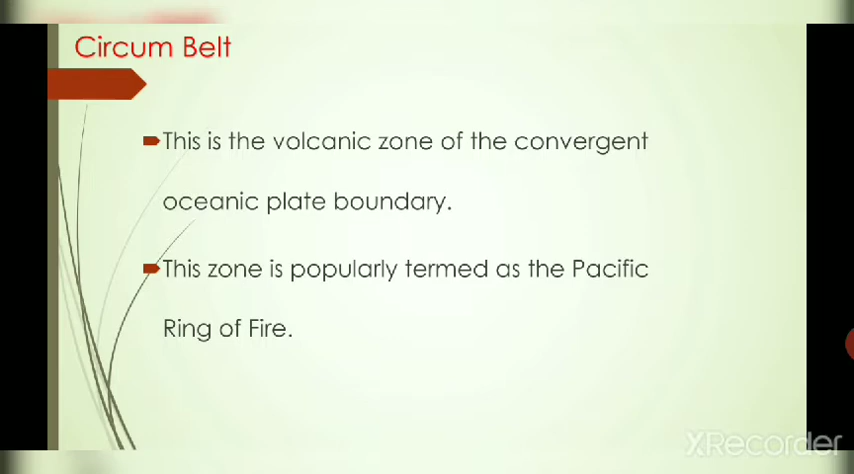 Circum Belt
This is the volcanic zone of the convergent
oceanic plate boundary.
This zone is popularly termed as the Pacific
Ring of Fire.
XRecorder